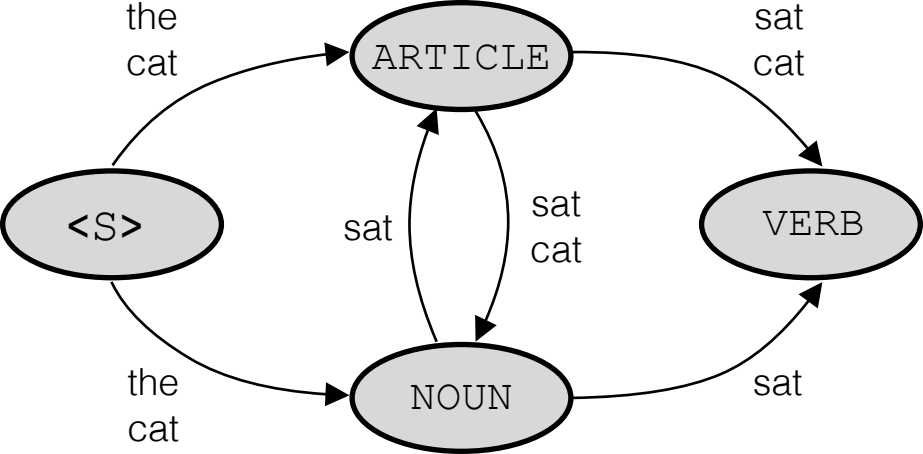 the
cat
ARTICLE
sat
cat
<S>
sat
sat
cat
VERB
the
cat
NOUN
sat